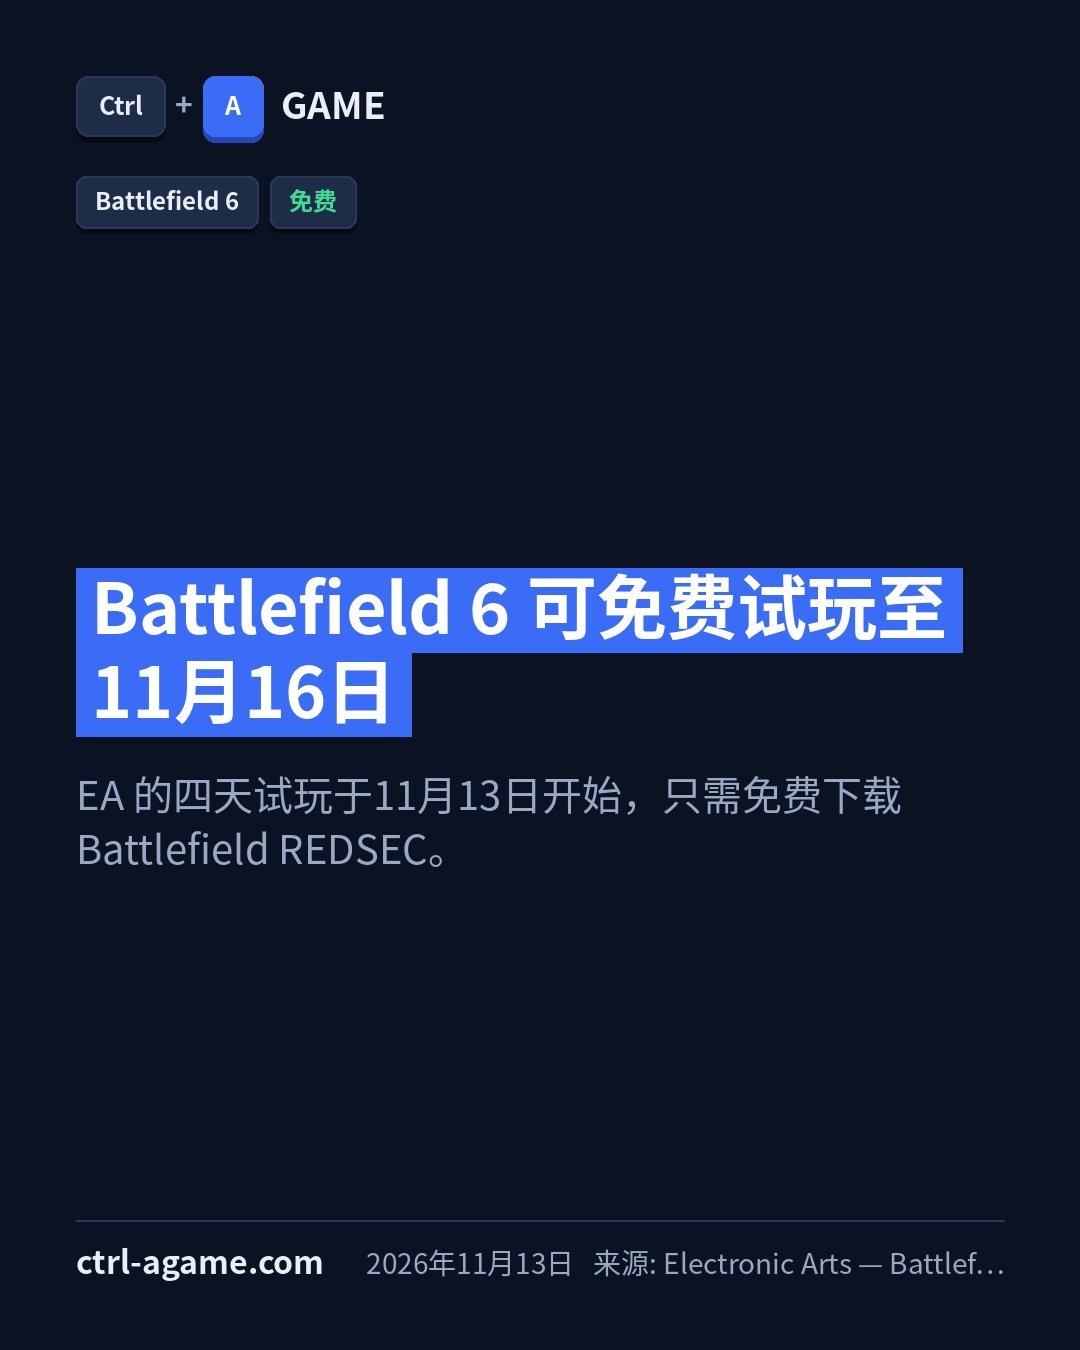 Ctrl + A GAME
Battlefield 6 免费
Battlefield 6 可免费试玩至
11月16日
EA 的四天试玩于11月13日开始，只需免费下载
Battlefield REDSEC。
ctrl-agame.com 2026年11月13日 来源: Electronic Arts — Battlef…